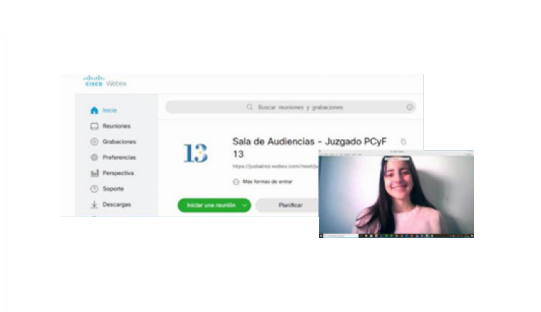 CISCO Webex
Inicio
Reuniones
Grabaciones
Preferencias
Perspectiva
Soporte
Descargas
Buscar reuniones y grabaciones
13
Sala de Audiencias - Juzgado PCyF
13
Más formas de entrar
Iniciar una reunión
Planificar